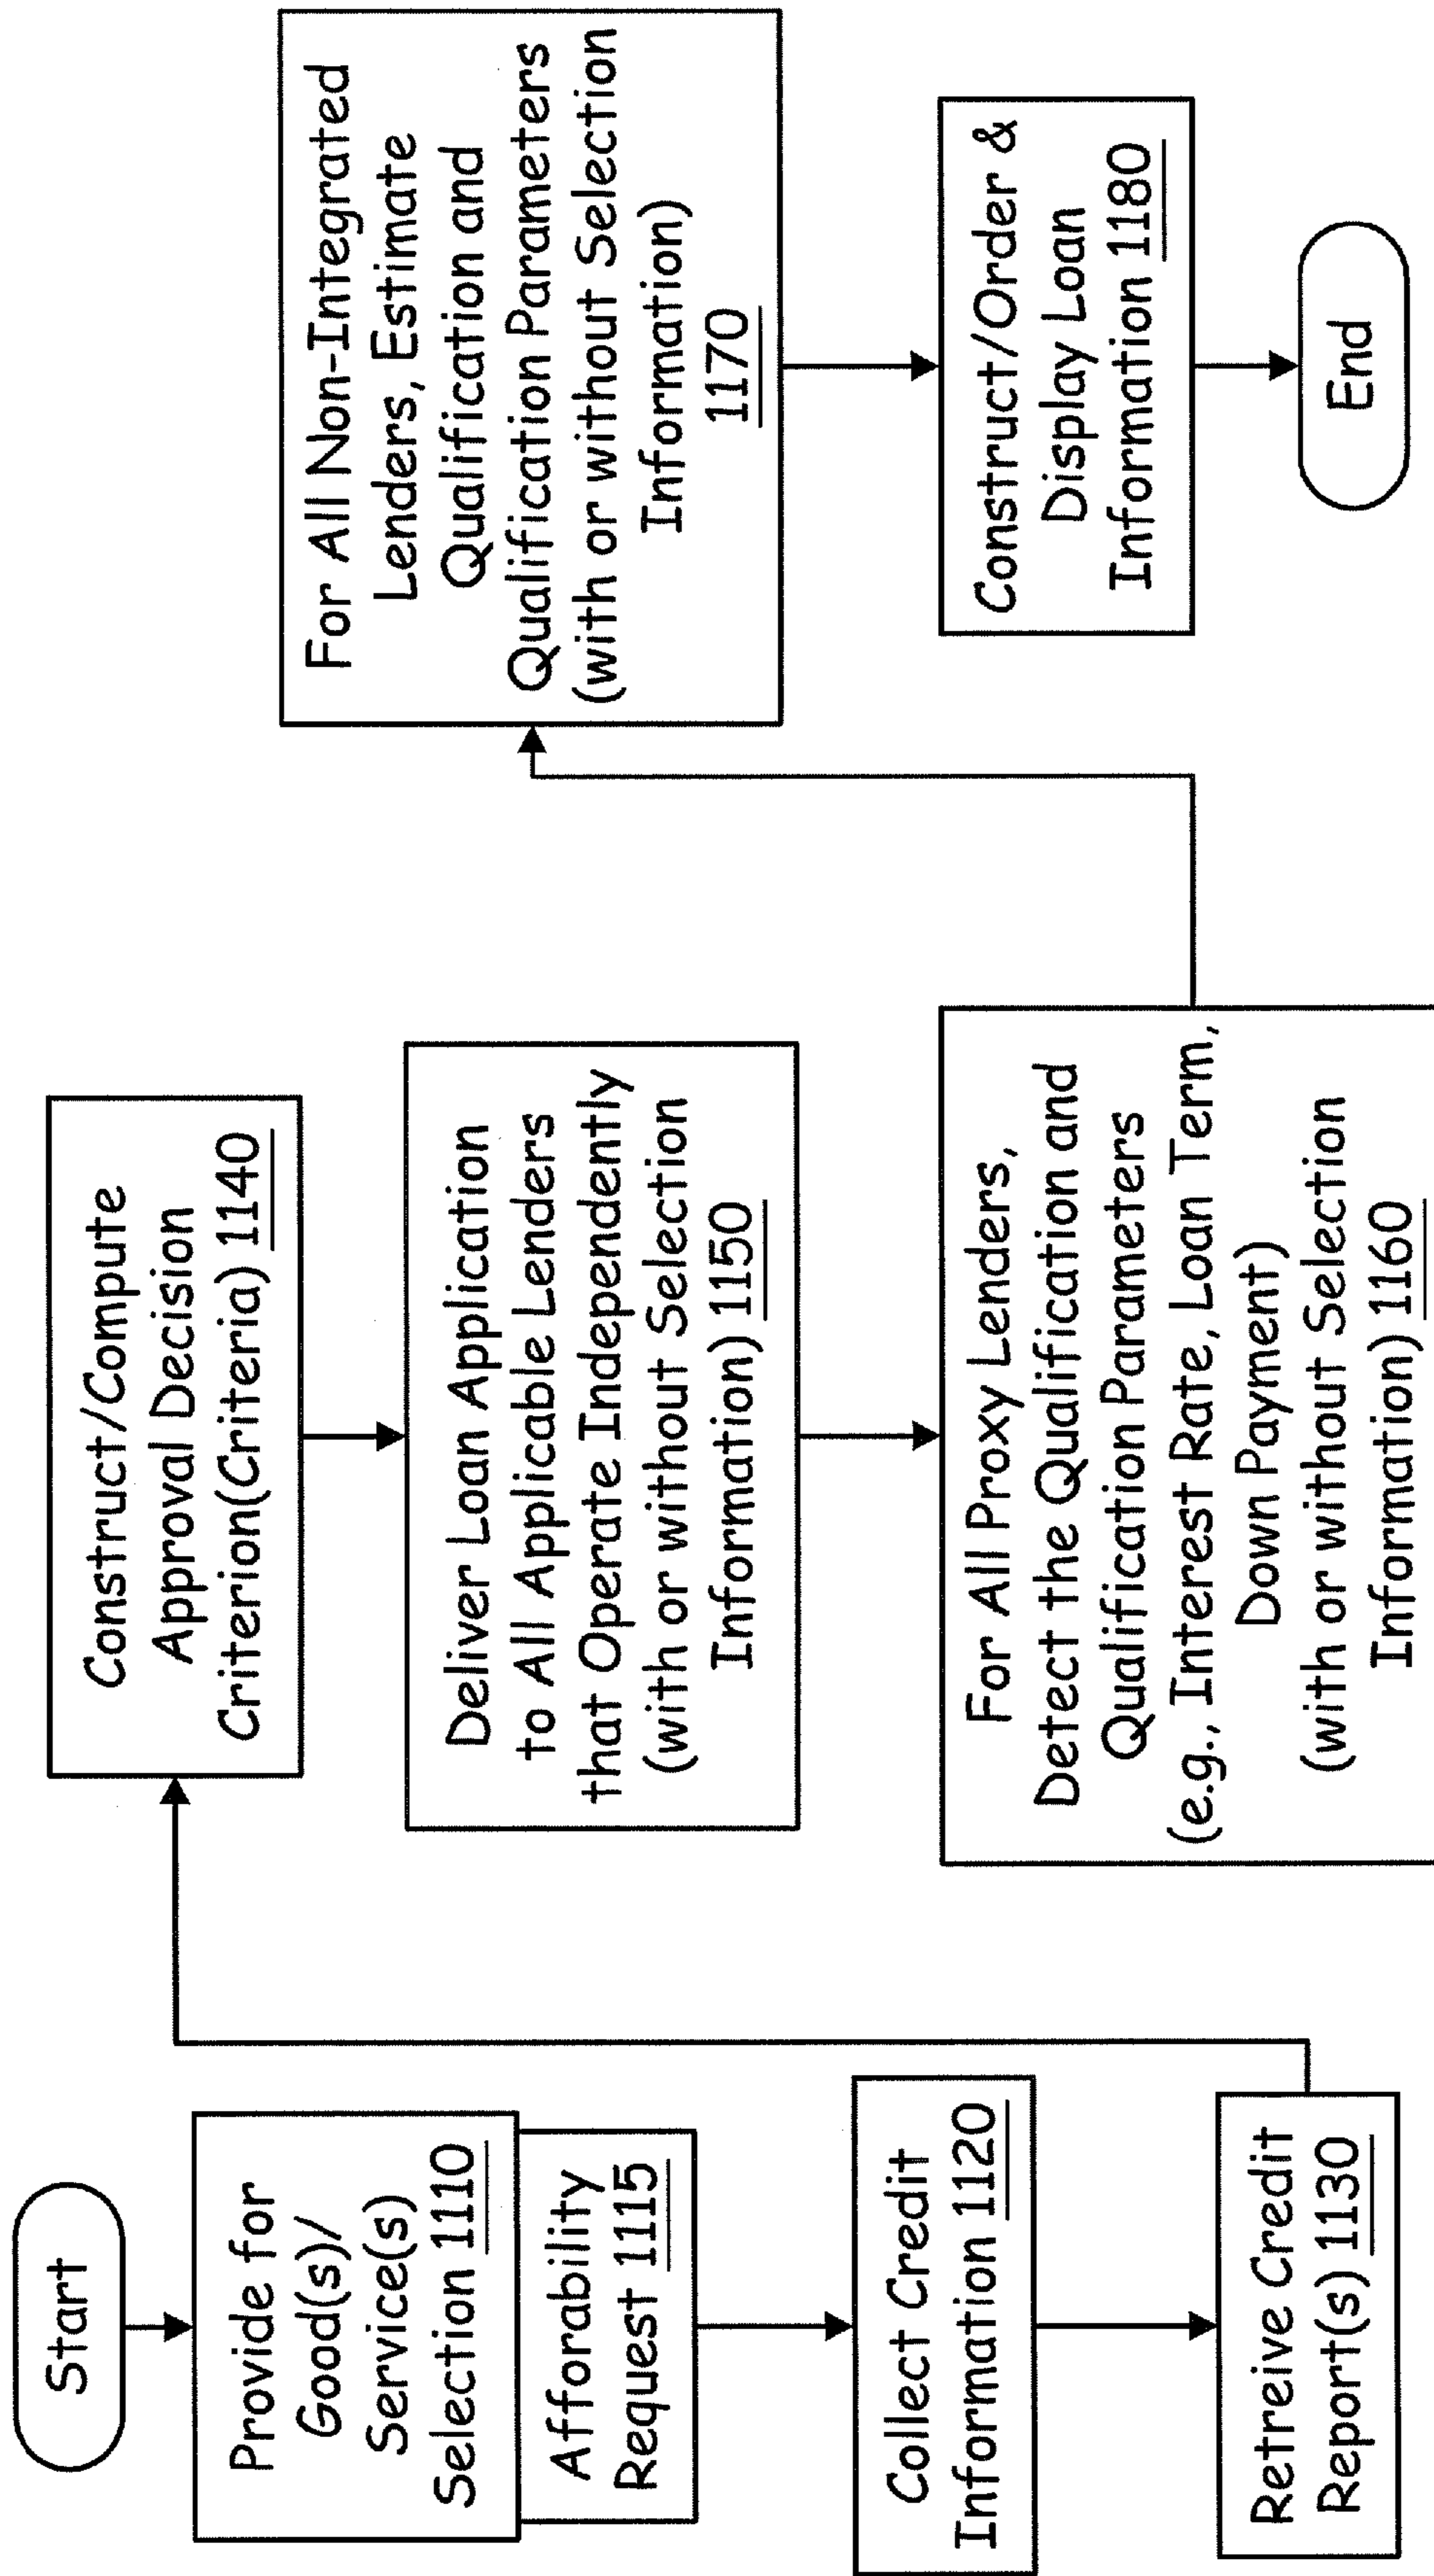 Start
Provide for
Good(s)/
Service(s)
Selection 1110
Afforability
Request 1115
Collect Credit
Information 1120
Retreive Credit
Report(s) 1130
Construct/Compute
Approval Decision
Criterion(Criteria) 1140
Deliver Loan Application
to All Applicable Lenders
that Operate Independently
(with or without Selection
Information) 1150
For All Proxy Lenders,
Detect the Qualification and
Qualification Parameters
(e.g., Interest Rate, Loan Term,
Down Payment)
(with or without Selection
Information) 1160
For All Non-Integrated
Lenders, Estimate
Qualification and
Qualification Parameters
(with or without Selection
Information)
1170
Construct/Order &
Display Loan
Information 1180
End